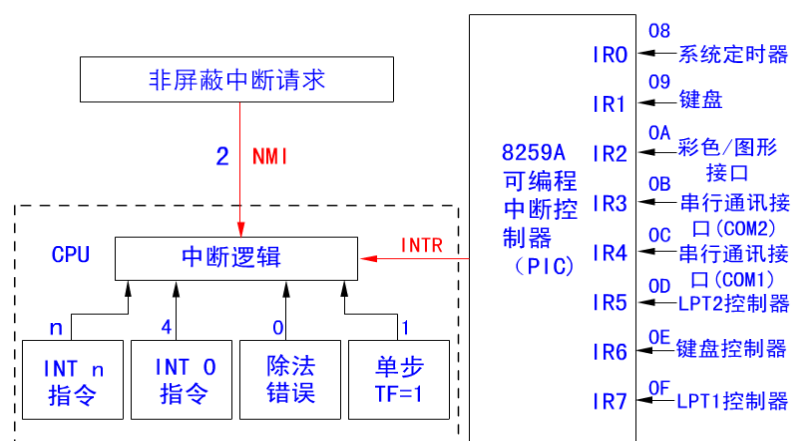 非屏蔽中断请求
2 NMI
CPU
中断逻辑
INTR
n
4
0
1
INT n
指令
INT O
指令
除法
错误
单步
TF=1
8259A
可编程
中断控
制器
（PIC）
IR0
08
系统定时器
IR1
09
键盘
IR2
0A
彩色/图形
接口
IR3
0B
串行通讯接
口(COM2)
IR4
0C
串行通讯接
口(COM1)
IR5
0D
LPT2控制器
IR6
0E
键盘控制器
IR7
0F
LPT1控制器